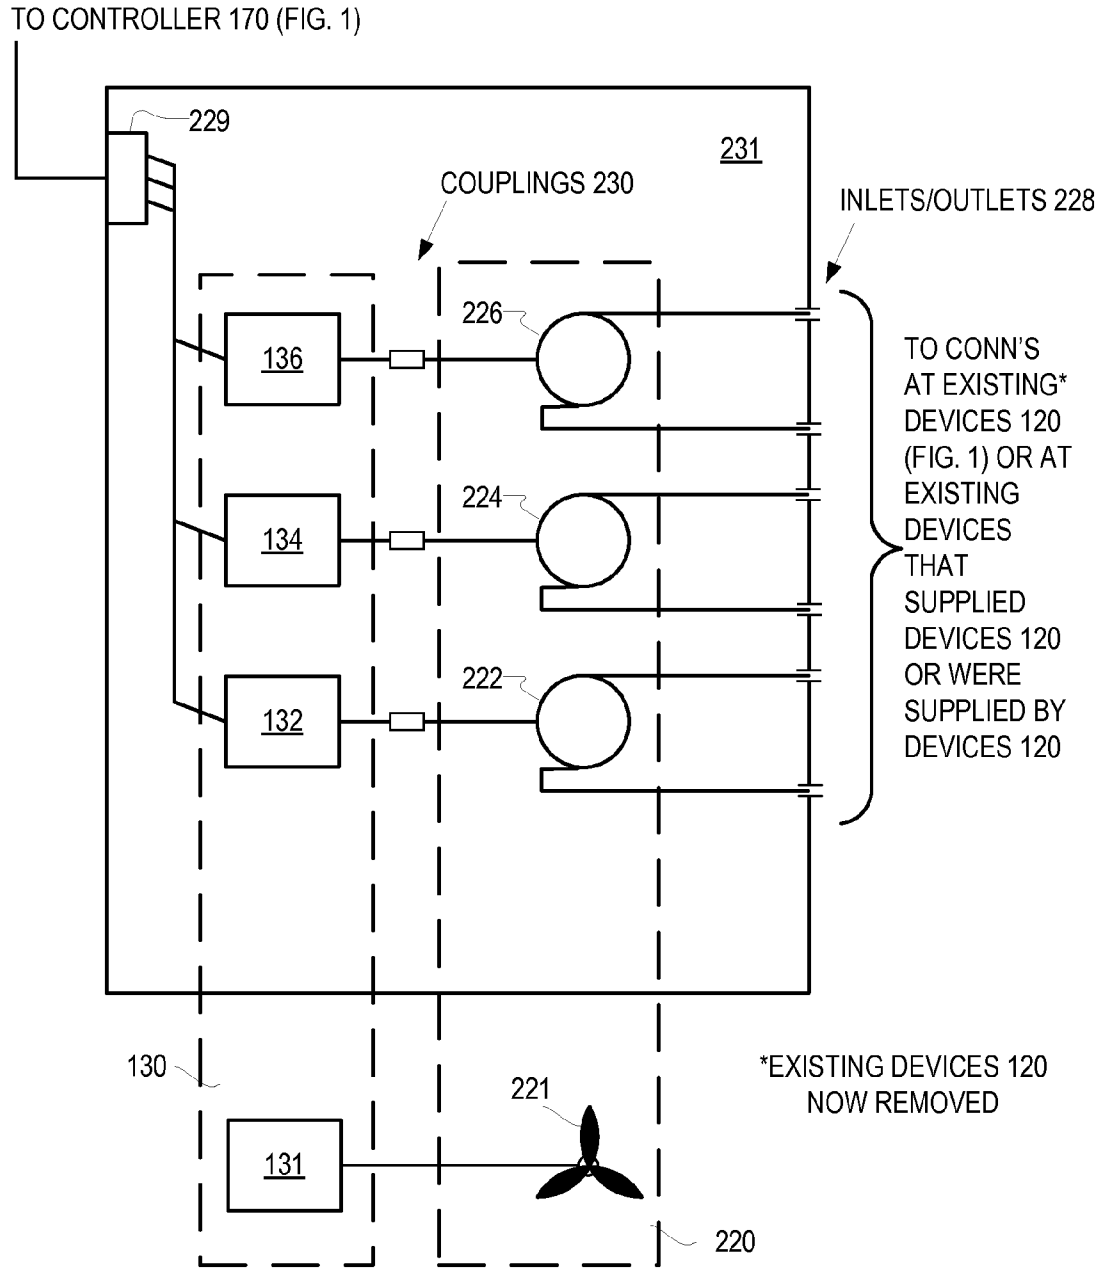 TO CONTROLLER 170 (FIG. 1)
229
231
COUPLINGS 230
INLETS/OUTLETS 228
226
136
TO CONN'S
AT EXISTING*
DEVICES 120
(FIG. 1) OR AT
EXISTING
DEVICES
THAT
SUPPLIED
DEVICES 120
OR WERE
SUPPLIED BY
DEVICES 120
224
134
222
132
130
*EXISTING DEVICES 120
NOW REMOVED
221
131
220